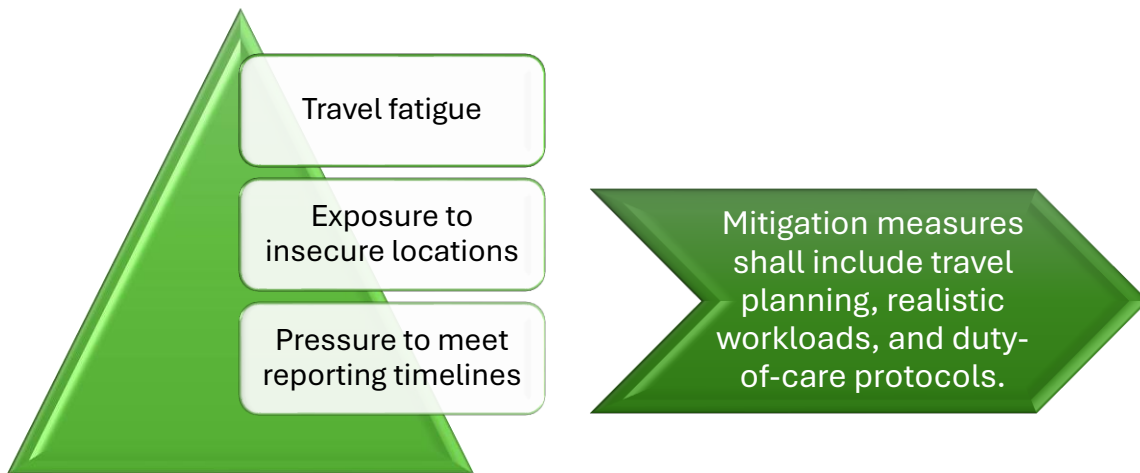 Travel fatigue
Exposure to
insecure locations
Pressure to meet
reporting timelines
Mitigation measures
shall include travel
planning, realistic
workloads, and duty-
of-care protocols.